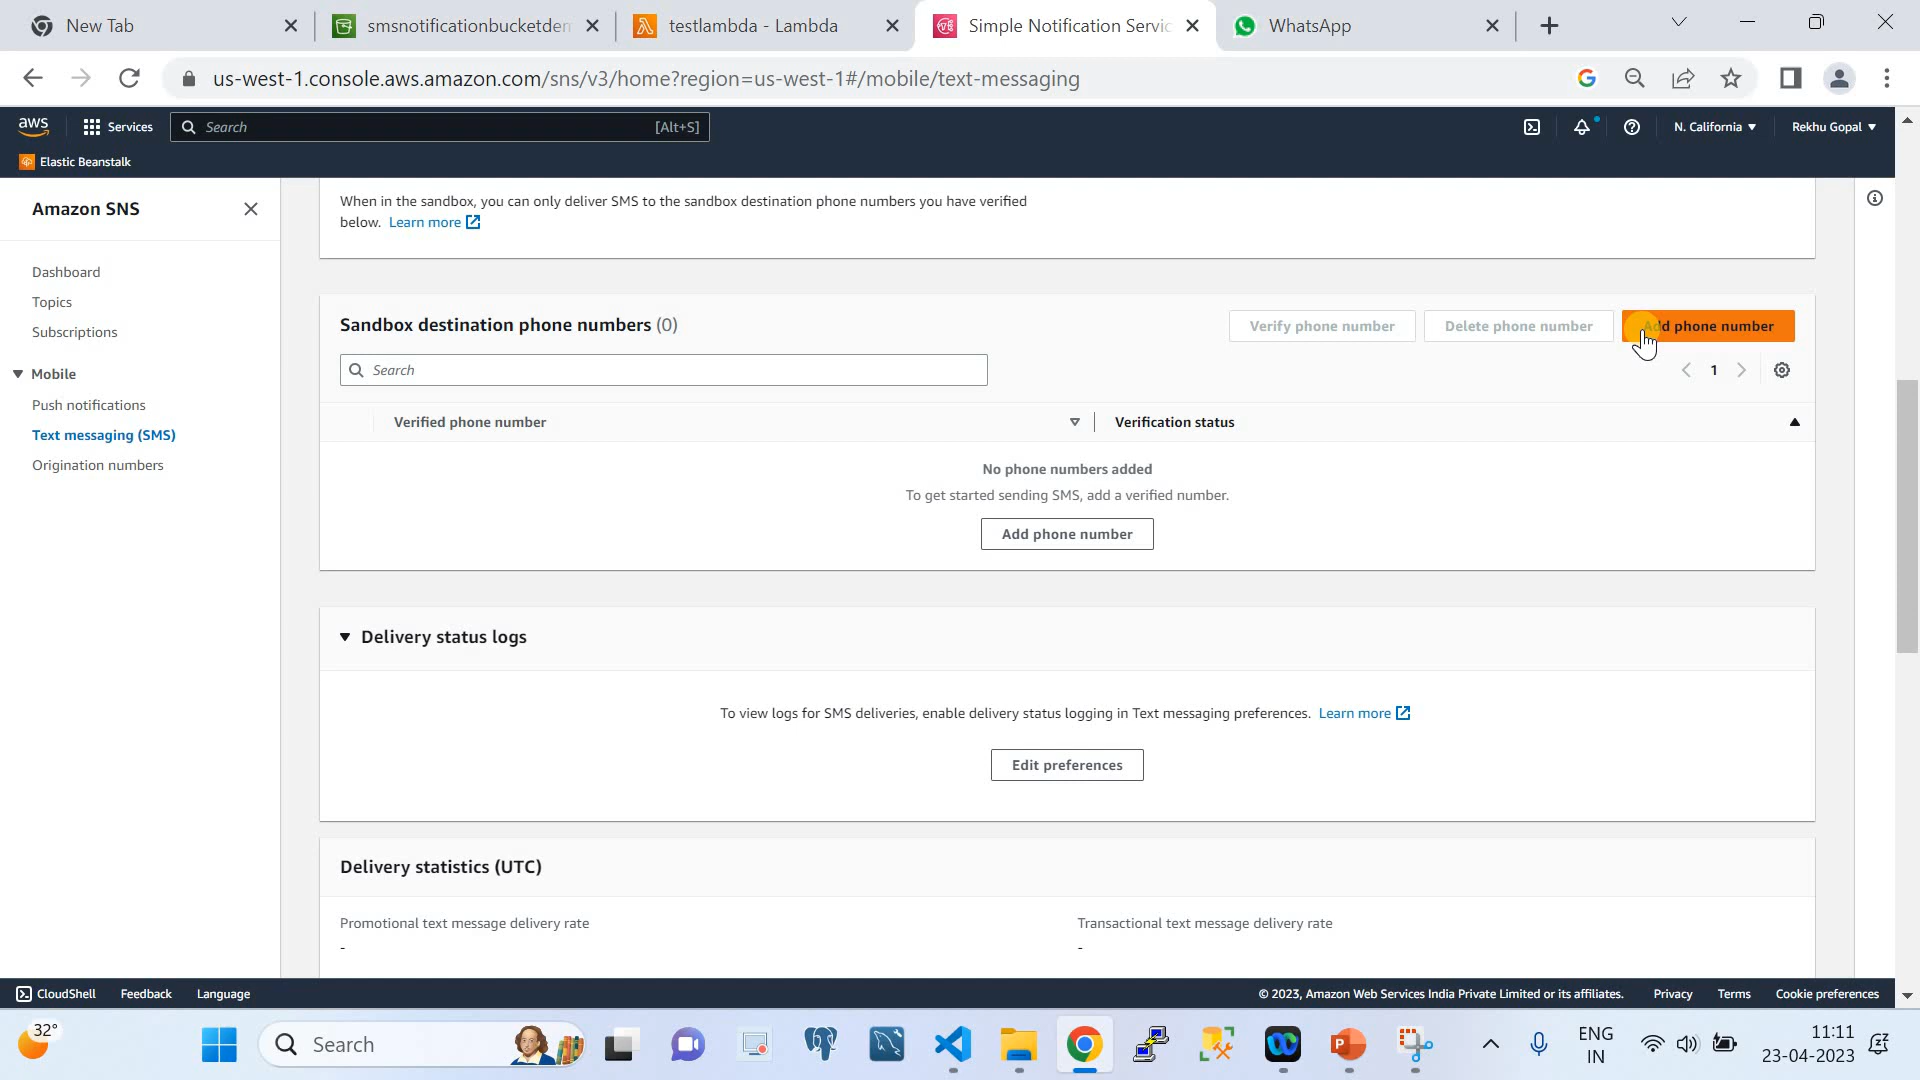 New Tab
smsnotificationbucketdem
testlambda - Lambda
Simple Notification Servic
WhatsApp
us-west-1.console.aws.amazon.com/sns/v3/home?region=us-west-1#/mobile/text-messaging
aws
Services
Search
[Alt+S]
N. California
Rekhu Gopal
Elastic Beanstalk
Amazon SNS
Dashboard
Topics
Subscriptions
Mobile
Push notifications
Text messaging (SMS)
Origination numbers
When in the sandbox, you can only deliver SMS to the sandbox destination phone numbers you have verified
below. Learn more
Sandbox destination phone numbers (0)
Verify phone number
Delete phone number
Add phone number
Search
1
Verified phone number
Verification status
No phone numbers added
To get started sending SMS, add a verified number.
Add phone number
Delivery status logs
To view logs for SMS deliveries, enable delivery status logging in Text messaging preferences. Learn more
Edit preferences
Delivery statistics (UTC)
Promotional text message delivery rate
-
Transactional text message delivery rate
-
CloudShell
Feedback
Language
© 2023, Amazon Web Services India Private Limited or its affiliates.
Privacy
Terms
Cookie preferences
32°
Search
ENG
IN
11:11
23-04-2023